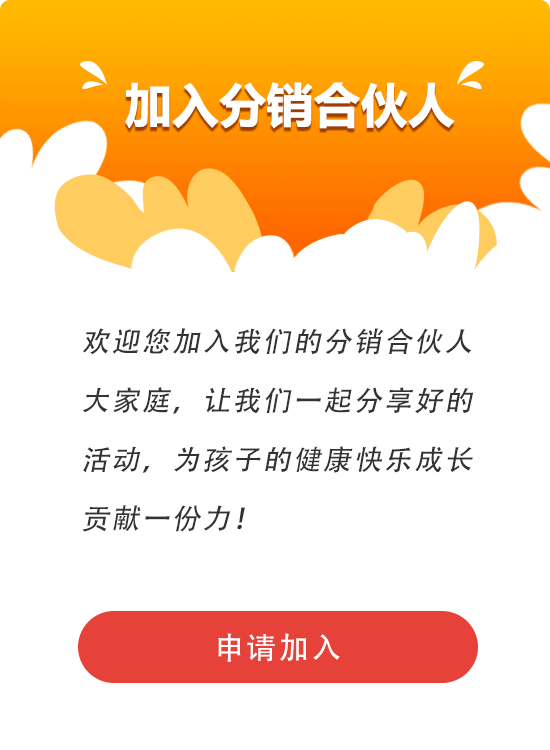 加入分销合伙人
欢迎您加入我们的分销合伙人
大家庭，让我们一起分享好的
活动，为孩子的健康快乐成长
贡献一份力！
申请加入